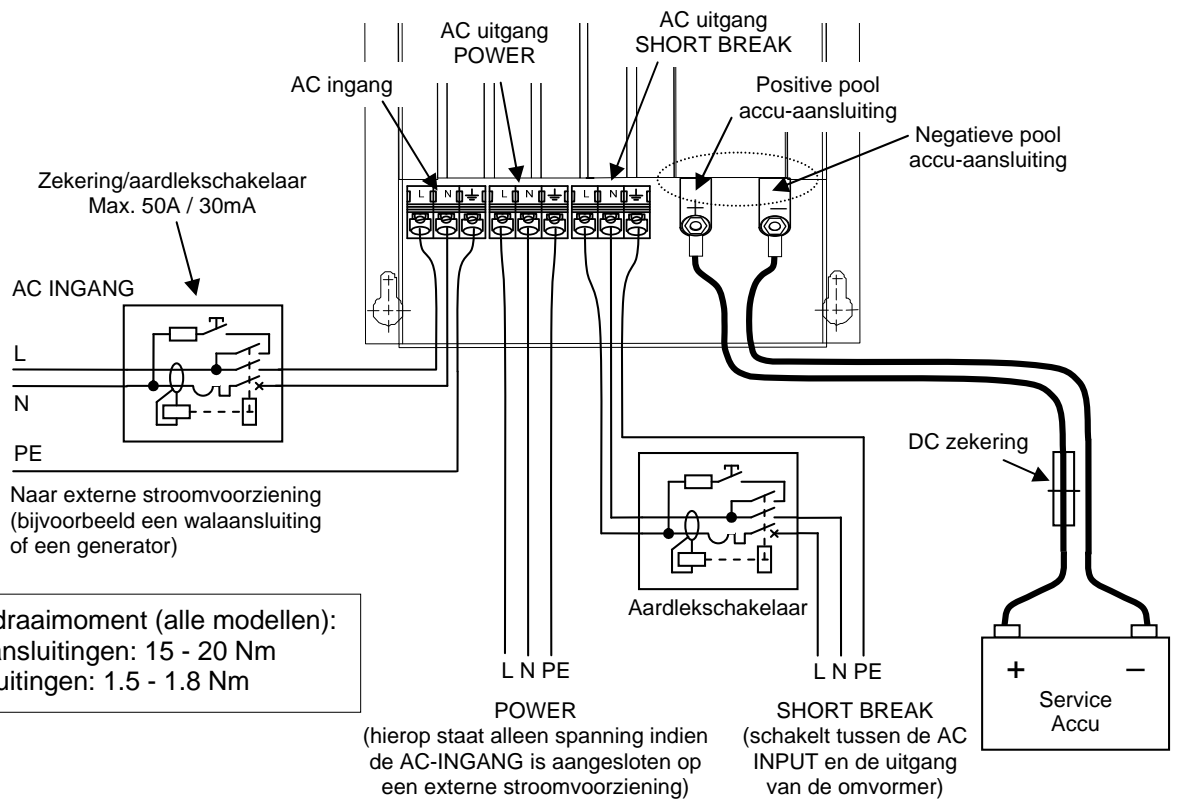 AC uitgang
POWER
AC uitgang
SHORT BREAK
AC ingang
Positive pool
accu-aansluiting
Negatieve pool
accu-aansluiting
Zekering/aardlekschakelaar
Max. 50A / 30mA
L N L N L N + –
AC INGANG
L
N
PE
Naar externe stroomvoorziening
(bijvoorbeeld een walaansluiting
of een generator)
DC zekering
Aardlekschakelaar
draaimoment (alle modellen):
ansluitingen: 15 - 20 Nm
uitingen: 1.5 - 1.8 Nm
L N PE
POWER
(hierop staat alleen spanning indien
de AC-INGANG is aangesloten op
een externe stroomvoorziening)
L N PE
SHORT BREAK
(schakelt tussen de AC
INPUT en de uitgang
van de omvormer)
+ –
Service
Accu